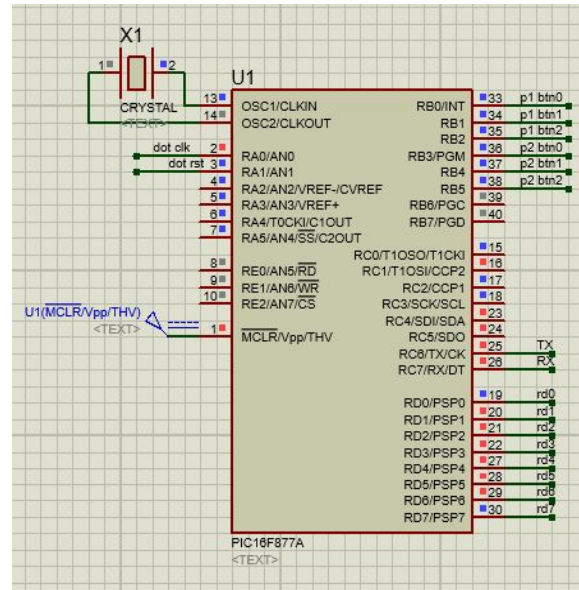 X1
1
2
CRYSTAL
<TEXT>
U1
13
OSC1/CLKIN
14
OSC2/CLKOUT
dot clk
2
RA0/AN0
dot rst
3
RA1/AN1
4
RA2/AN2/VREF-/CVREF
5
RA3/AN3/VREF+
6
RA4/T0CKI/C1OUT
7
RA5/AN4/SS/C2OUT
8
RE0/AN5/RD
9
RE1/AN6/WR
10
RE2/AN7/CS
U1(MCLR/Vpp/THV)
<TEXT>
1
MCLR/Vpp/THV
RB0/INT
33
p1 btn0
RB1
34
p1 btn1
RB2
35
p1 btn2
RB3/PGM
36
p2 btn0
RB4
37
p2 btn1
RB5
38
p2 btn2
RB6/PGC
39
RB7/PGD
40
RC0/T1OSO/T1CKI
15
RC1/T1OSI/CCP2
16
RC2/CCP1
17
RC3/SCK/SCL
18
RC4/SDI/SDA
23
RC5/SDO
24
RC6/TX/CK
25
TX
RC7/RX/DT
26
RX
RD0/PSP0
19
rd0
RD1/PSP1
20
rd1
RD2/PSP2
21
rd2
RD3/PSP3
22
rd3
RD4/PSP4
27
rd4
RD5/PSP5
28
rd5
RD6/PSP6
29
rd6
RD7/PSP7
30
rd7
PIC16F877A
<TEXT>